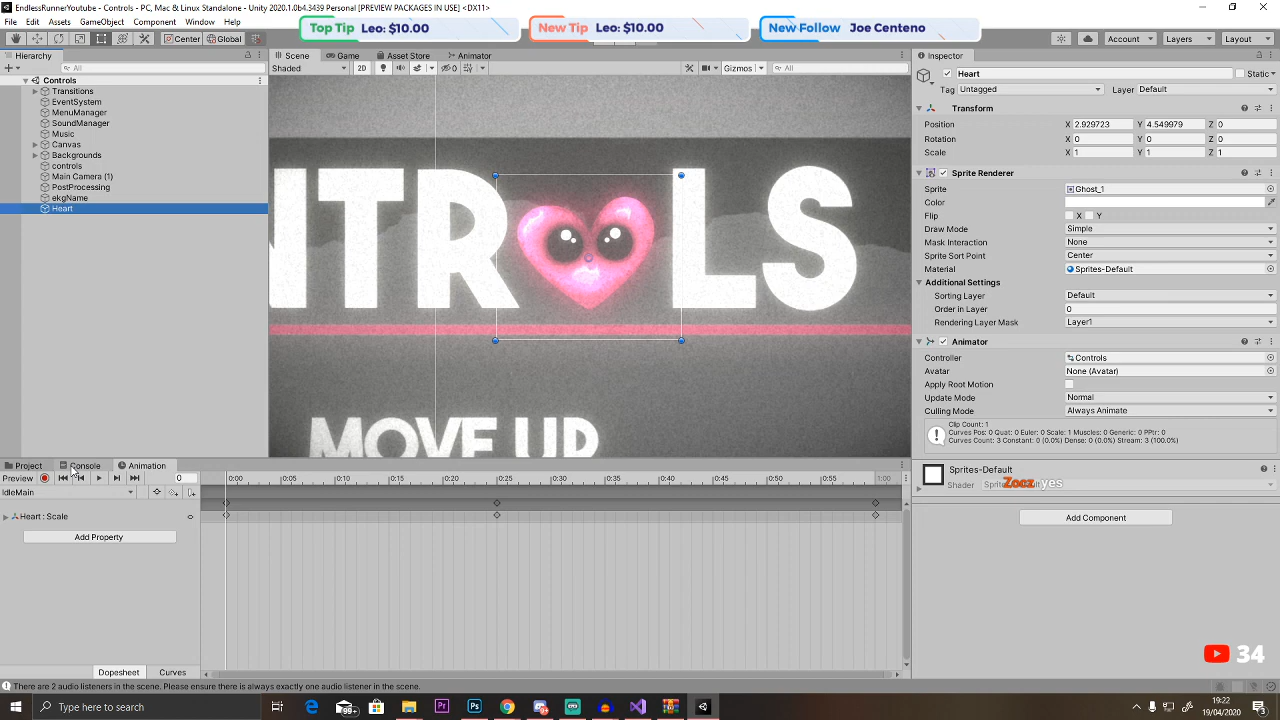 EndlessRunnerYoutube - Controls - PC, Mac & Linux Standalone - Unity 2020.1.0b4.3439 Personal [PREVIEW PACKAGES IN USE] <DX11>
File Edit Assets GameObject Component Window Help
Top Tip Leo: $10.00
New Tip Leo: $10.00
New Follow Joe Centeno
Center Global
Account Layers Layout
Hierarchy
All
Controls
Transitions
EventSystem
MenuManager
SoundManager
Music
Canvas
Backgrounds
controls
Main Camera (1)
PostProcessing
ekgName
Heart
Scene Game Asset Store Animator
Shaded 2D 0 Gizmos All
NTR LS
MOVE UP
Inspector
Heart Static
Tag Untagged Layer Default
Transform
Position X 2.929723 Y 4.549979 Z 0
Rotation X 0 Y 0 Z 0
Scale X 1 Y 1 Z 1
Sprite Renderer
Sprite Ghost_1
Color
Flip X Y
Draw Mode Simple
Mask Interaction None
Sprite Sort Point Center
Material Sprites-Default
Additional Settings
Sorting Layer Default
Order in Layer 0
Rendering Layer Mask Layer1
Animator
Controller Controls
Avatar None (Avatar)
Apply Root Motion
Update Mode Normal
Culling Mode Always Animate
Clip Count: 1
Curves Pos: 0 Quat: 0 Euler: 0 Scale: 1 Muscles: 0 Generic: 0 PPtr: 0
Curves Count: 3 Constant: 0 (0.0%) Dense: 0 (0.0%) Stream: 3 (100.0%)
Sprites-Default
Shader
Zocz yes
Add Component
Project Console Animation
Preview 0
0:00 0:05 0:10 0:15 0:20 0:25 0:30 0:35 0:40 0:45 0:50 0:55 1:00
IdleMain
Heart : Scale
Add Property
Dopesheet Curves
34
There are 2 audio listeners in the scene. Please ensure there is always exactly one audio listener in the scene.
Type here to search
99+
19:22
19/04/2020